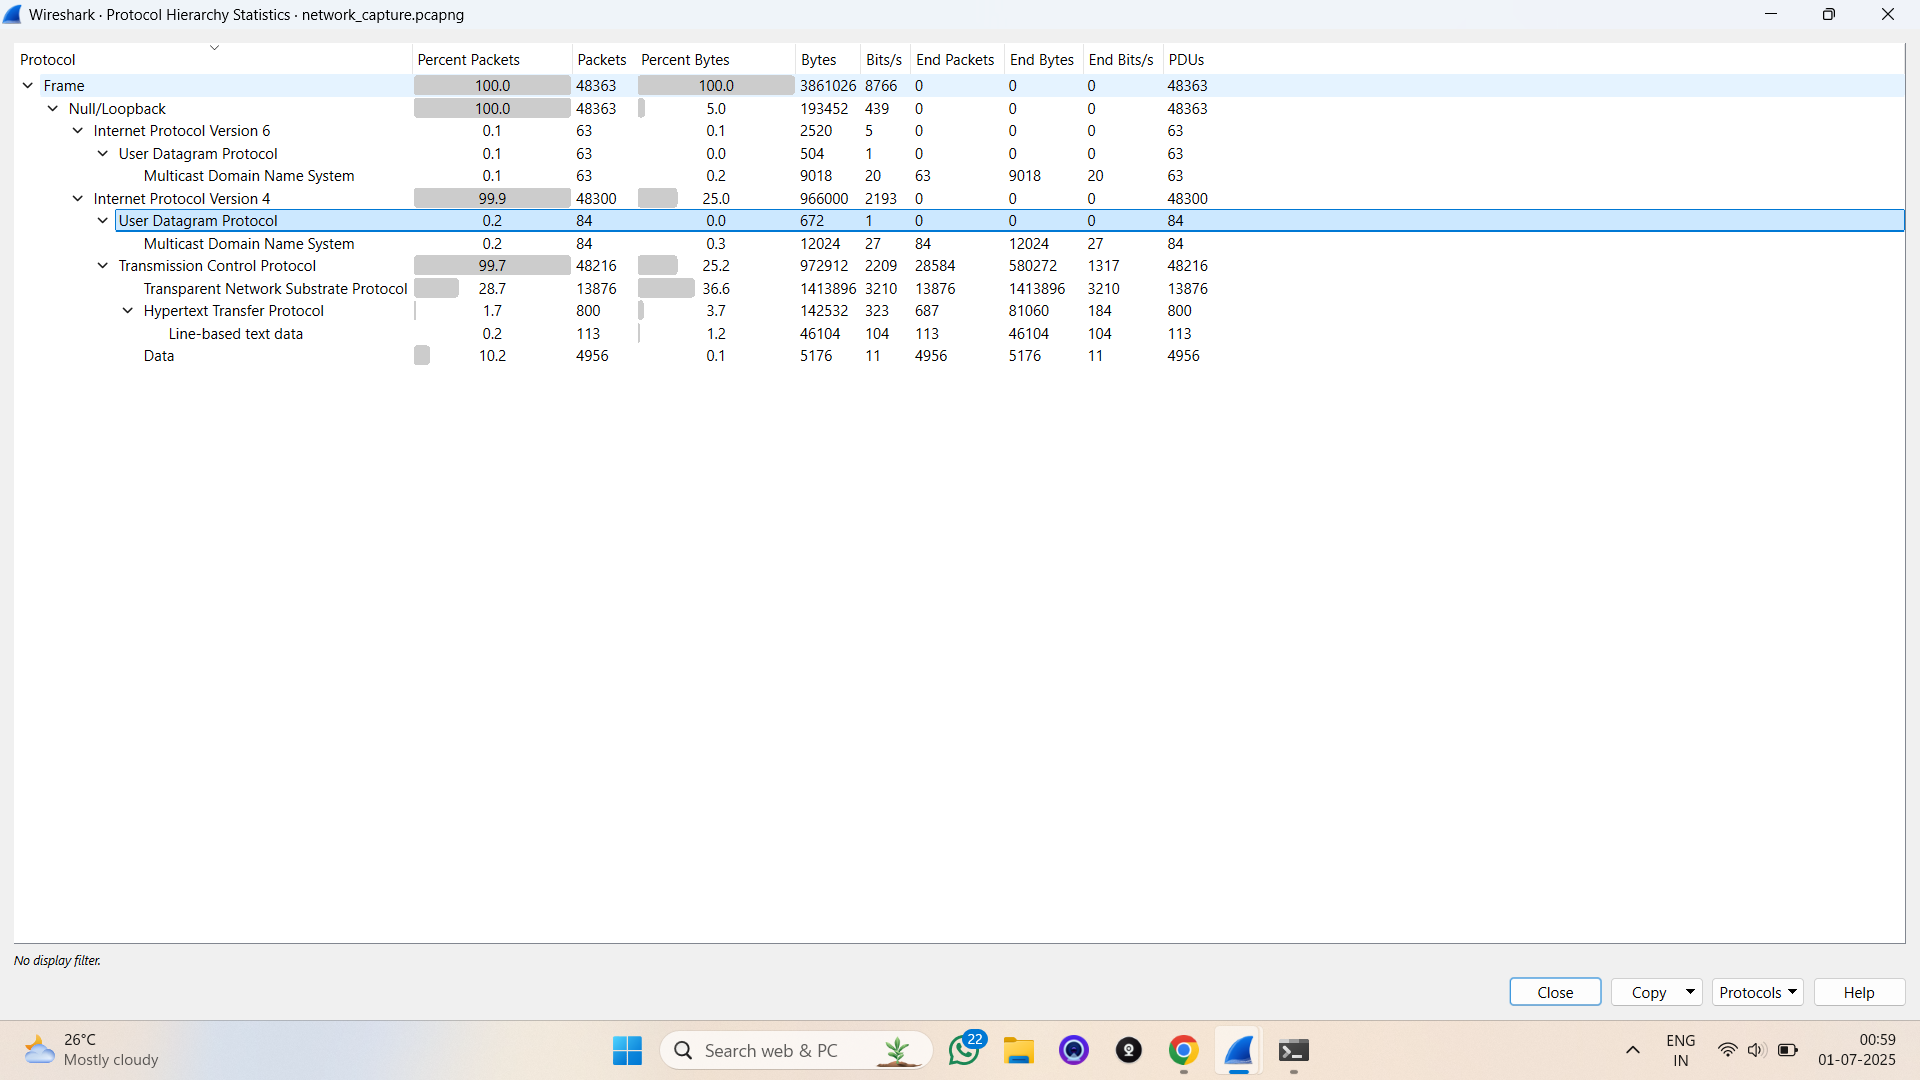 Wireshark · Protocol Hierarchy Statistics · network_capture.pcapng
Protocol Percent Packets Packets Percent Bytes Bytes Bits/s End Packets End Bytes End Bits/s PDUs
Frame 100.0 48363 100.0 3861026 8766 0 0 0 48363
Null/Loopback 100.0 48363 5.0 193452 439 0 0 0 48363
Internet Protocol Version 6 0.1 63 0.1 2520 5 0 0 0 63
User Datagram Protocol 0.1 63 0.0 504 1 0 0 0 63
Multicast Domain Name System 0.1 63 0.2 9018 20 63 9018 20 63
Internet Protocol Version 4 99.9 48300 25.0 966000 2193 0 0 0 48300
User Datagram Protocol 0.2 84 0.0 672 1 0 0 0 84
Multicast Domain Name System 0.2 84 0.3 12024 27 84 12024 27 84
Transmission Control Protocol 99.7 48216 25.2 972912 2209 28584 580272 1317 48216
Transparent Network Substrate Protocol 28.7 13876 36.6 1413896 3210 13876 1413896 3210 13876
Hypertext Transfer Protocol 1.7 800 3.7 142532 323 687 81060 184 800
Line-based text data 0.2 113 1.2 46104 104 113 46104 104 113
Data 10.2 4956 0.1 5176 11 4956 5176 11 4956
No display filter.
Close Copy Protocols Help
26°C
Mostly cloudy
Search web & PC
22
ENG
IN
00:59
01-07-2025